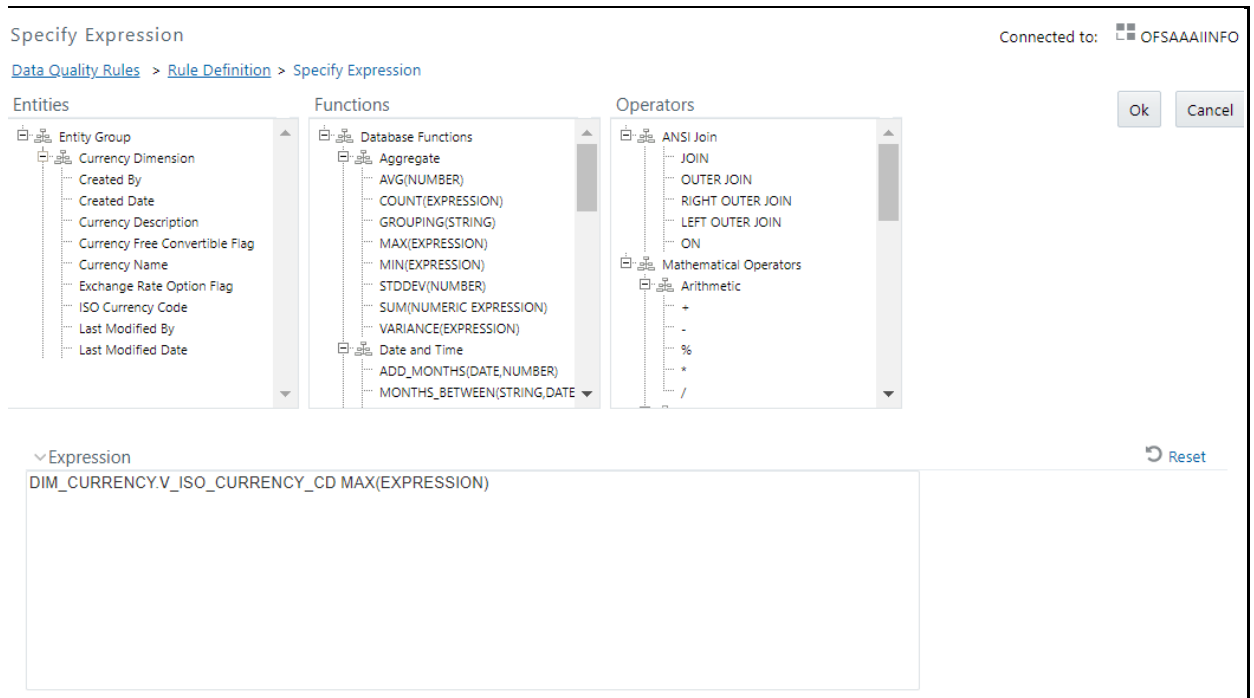 Specify Expression
Connected to: OFSAAAIINFO
Data Quality Rules > Rule Definition > Specify Expression
Entities
Functions
Operators
Ok
Cancel
Entity Group
Currency Dimension
Created By
Created Date
Currency Description
Currency Free Convertible Flag
Currency Name
Exchange Rate Option Flag
ISO Currency Code
Last Modified By
Last Modified Date
Database Functions
Aggregate
AVG(NUMBER)
COUNT(EXPRESSION)
GROUPING(STRING)
MAX(EXPRESSION)
MIN(EXPRESSION)
STDDEV(NUMBER)
SUM(NUMERIC EXPRESSION)
VARIANCE(EXPRESSION)
Date and Time
ADD_MONTHS(DATE,NUMBER)
MONTHS_BETWEEN(STRING,DATE
ANSI Join
JOIN
OUTER JOIN
RIGHT OUTER JOIN
LEFT OUTER JOIN
ON
Mathematical Operators
Arithmetic
+
-
%
*
/
Expression
Reset
DIM_CURRENCY.V_ISO_CURRENCY_CD MAX(EXPRESSION)